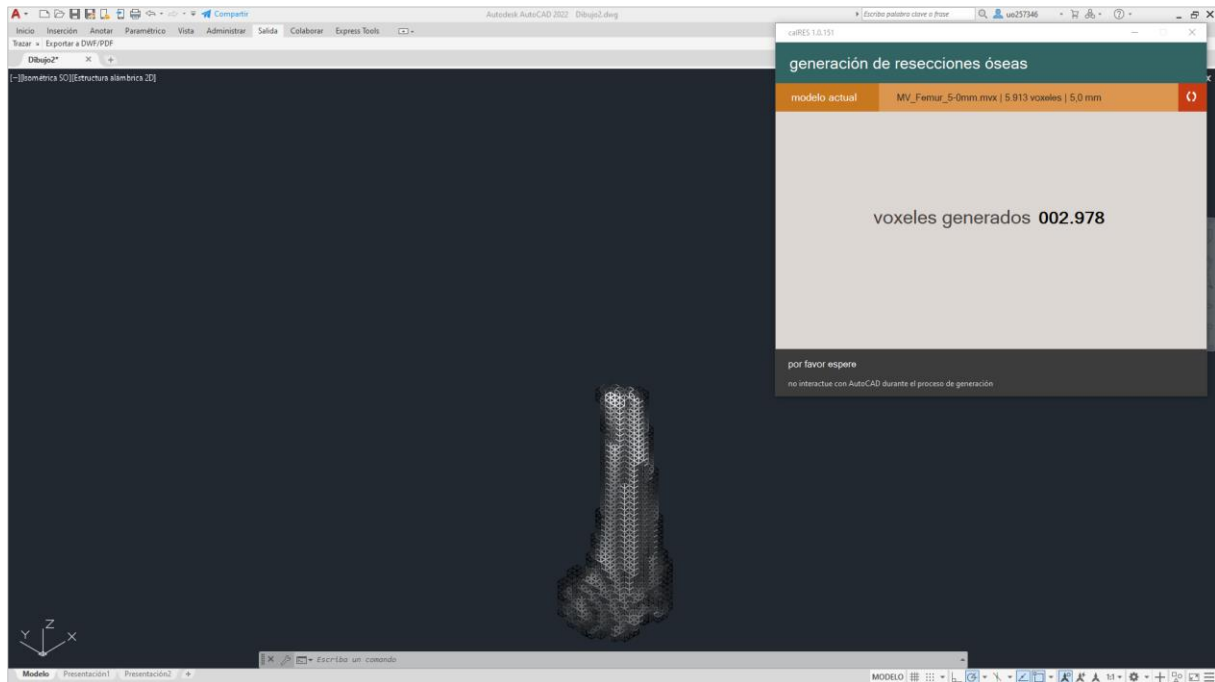 A Compartir Autodesk AutoCAD 2022 Dibujo2.dwg Escriba palabra clave o frase uo257346
Inicio Inserción Anotar Paramétrico Vista Administrar Salida Colaborar Express Tools
Trazar Exportar a DWF/PDF
Dibujo2*
[-][Isométrica SO][Estructura alámbrica 2D]
calRES 1.0.151
generación de resecciones óseas
modelo actual MV_Femur_5-0mm.mvx | 5.913 voxeles | 5,0 mm
voxeles generados 002.978
por favor espere
no interactue con AutoCAD durante el proceso de generación
Z
Y X
Escriba un comando
Modelo Presentación1 Presentación2 +
MODELO 1:1